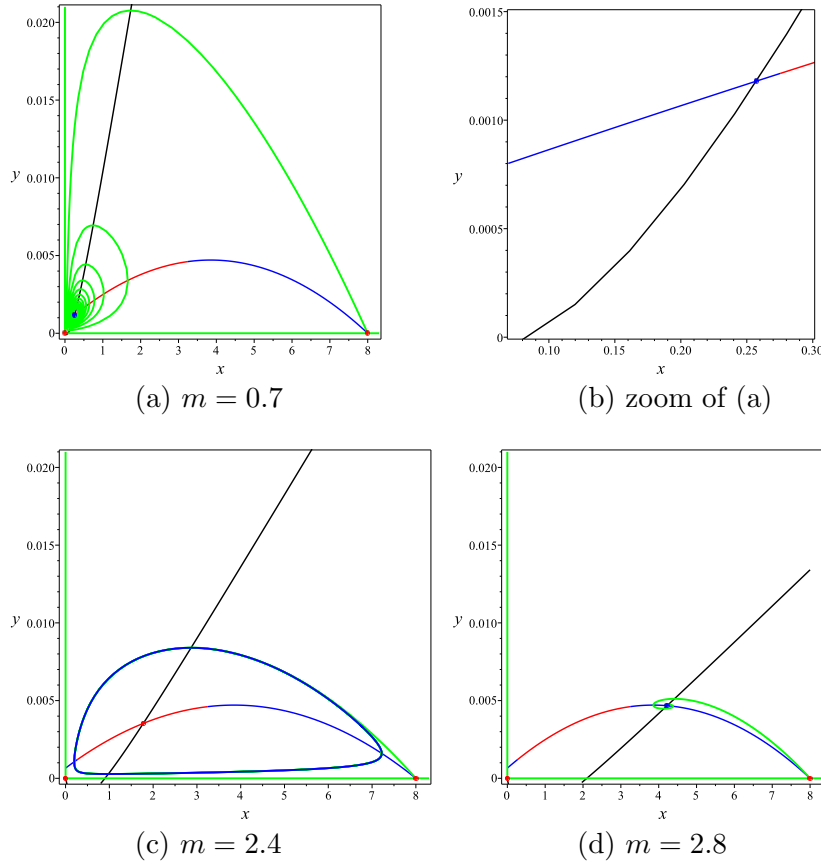 0.020
0.015
y
0.010
0.005
0
0 1 2 3 4 5 6 7 8
x
(a) m = 0.7
0.0015
0.0010
y
0.0005
0
0.10 0.15 0.20 0.25 0.30
x
(b) zoom of (a)
0.020
0.015
y
0.010
0.005
0
0 1 2 3 4 5 6 7 8
x
(c) m = 2.4
0.020
0.015
y
0.010
0.005
0
0 1 2 3 4 5 6 7 8
x
(d) m = 2.8